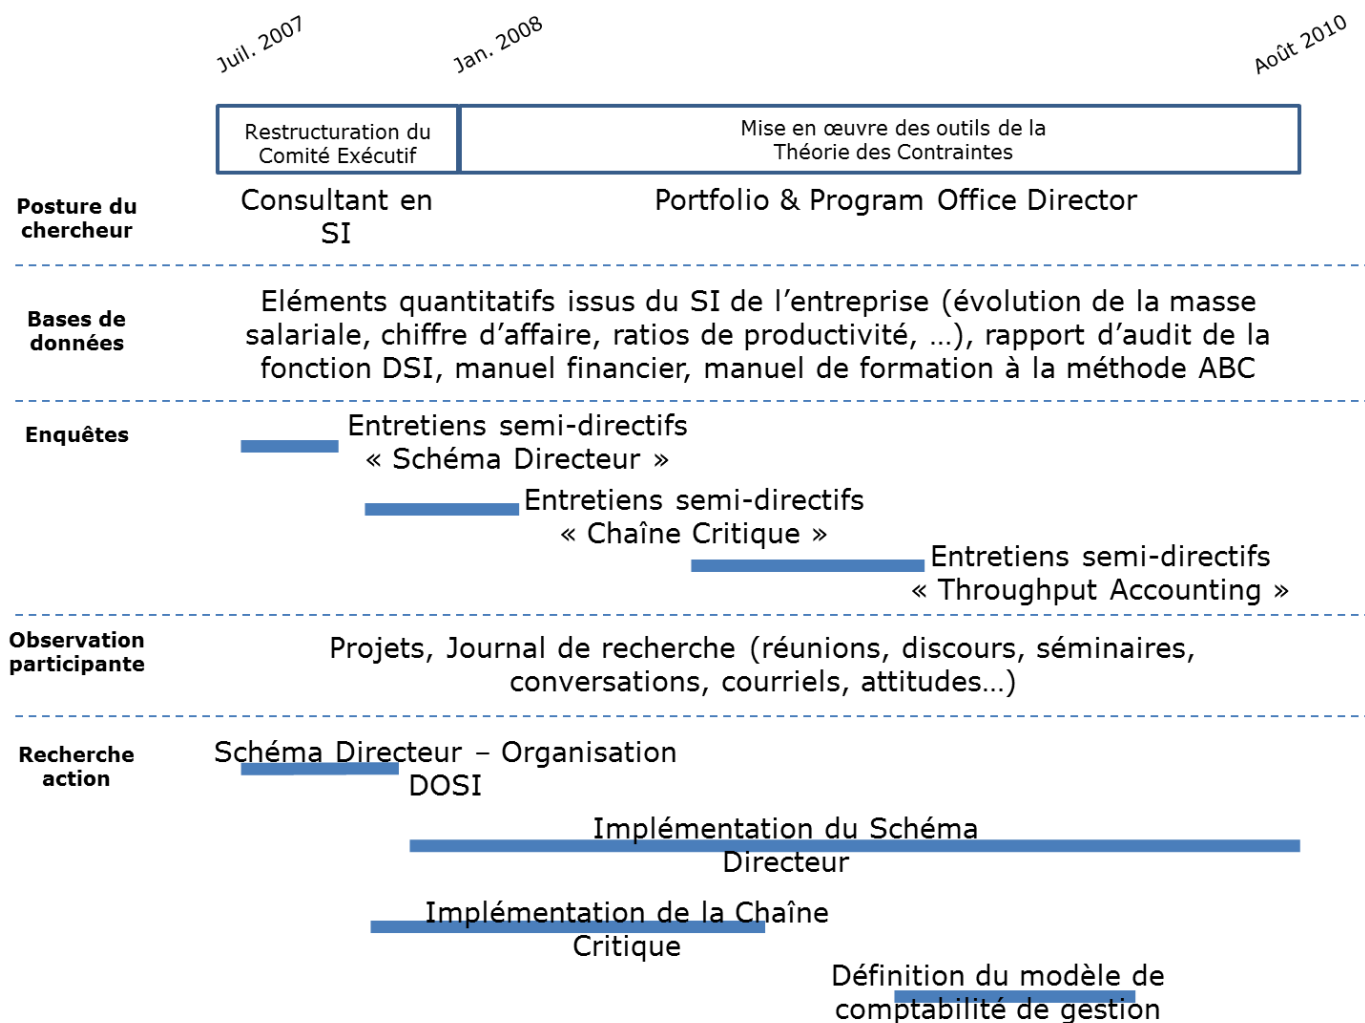 Juil. 2007
Jan. 2008
Août 2010
Restructuration du
Comité Exécutif
Mise en œuvre des outils de la
Théorie des Contraintes
Posture du
chercheur
Consultant en
SI
Portfolio & Program Office Director
Bases de
données
Eléments quantitatifs issus du SI de l’entreprise (évolution de la masse
salariale, chiffre d’affaire, ratios de productivité, …), rapport d’audit de la
fonction DSI, manuel financier, manuel de formation à la méthode ABC
Enquêtes
Entretiens semi-directifs
« Schéma Directeur »
Entretiens semi-directifs
« Chaîne Critique »
Entretiens semi-directifs
« Throughput Accounting »
Observation
participante
Projets, Journal de recherche (réunions, discours, séminaires,
conversations, courriels, attitudes…)
Recherche
action
Schéma Directeur – Organisation
DOSI
Implémentation du Schéma
Directeur
Implémentation de la Chaîne
Critique
Définition du modèle de
comptabilité de gestion